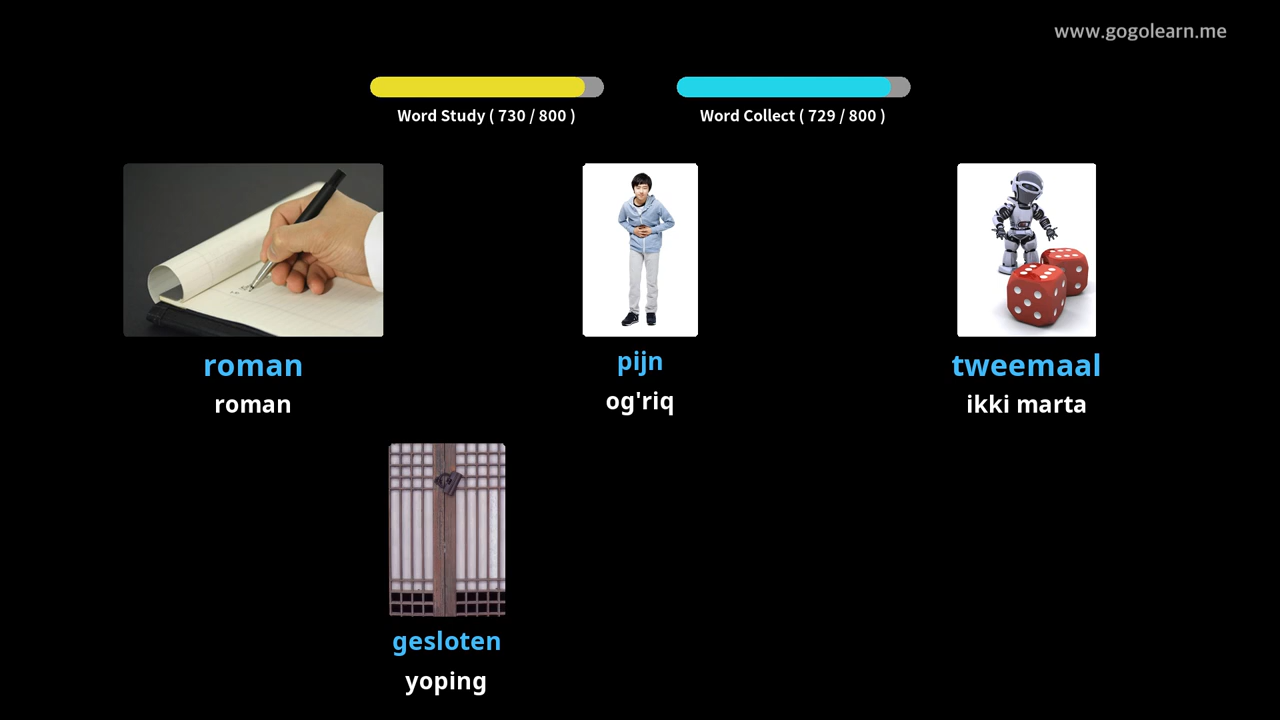 www.gogolearn.me
Word Study ( 730 / 800 )
Word Collect ( 729 / 800 )
roman
roman
pijn
og'riq
tweemaal
ikki marta
gesloten
yoping